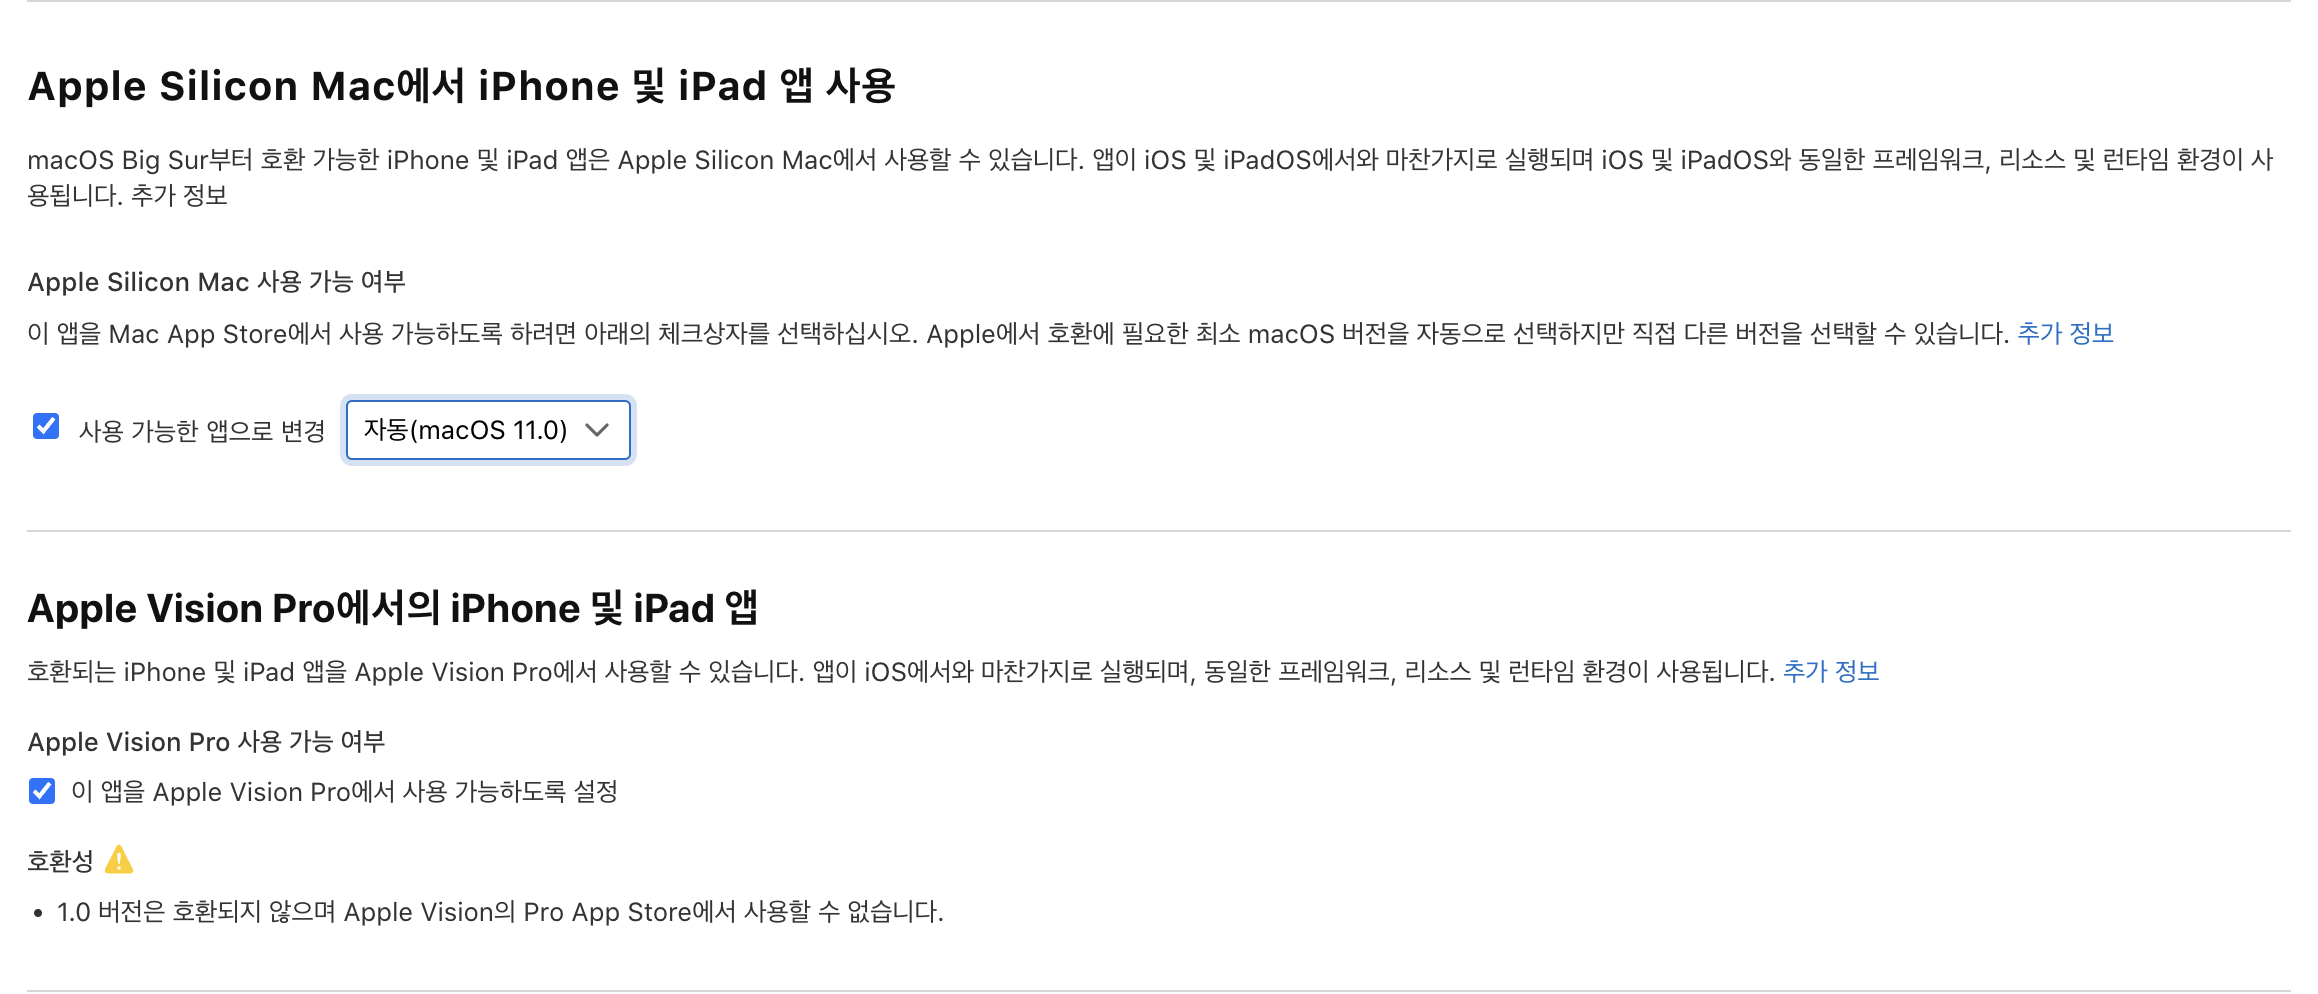 Apple Silicon Mac에서 iPhone 및 iPad 앱 사용
macOS Big Sur부터 호환 가능한 iPhone 및 iPad 앱은 Apple Silicon Mac에서 사용할 수 있습니다. 앱이 iOS 및 iPadOS에서와 마찬가지로 실행되며 iOS 및 iPadOS와 동일한 프레임워크, 리소스 및 런타임 환경이 사
용됩니다. 추가 정보
Apple Silicon Mac 사용 가능 여부
이 앱을 Mac App Store에서 사용 가능하도록 하려면 아래의 체크상자를 선택하십시오. Apple에서 호환에 필요한 최소 macOS 버전을 자동으로 선택하지만 직접 다른 버전을 선택할 수 있습니다. 추가 정보
사용 가능한 앱으로 변경 자동(macOS 11.0)
Apple Vision Pro에서의 iPhone 및 iPad 앱
호환되는 iPhone 및 iPad 앱을 Apple Vision Pro에서 사용할 수 있습니다. 앱이 iOS에서와 마찬가지로 실행되며, 동일한 프레임워크, 리소스 및 런타임 환경이 사용됩니다. 추가 정보
Apple Vision Pro 사용 가능 여부
이 앱을 Apple Vision Pro에서 사용 가능하도록 설정
호환성
• 1.0 버전은 호환되지 않으며 Apple Vision의 Pro App Store에서 사용할 수 없습니다.